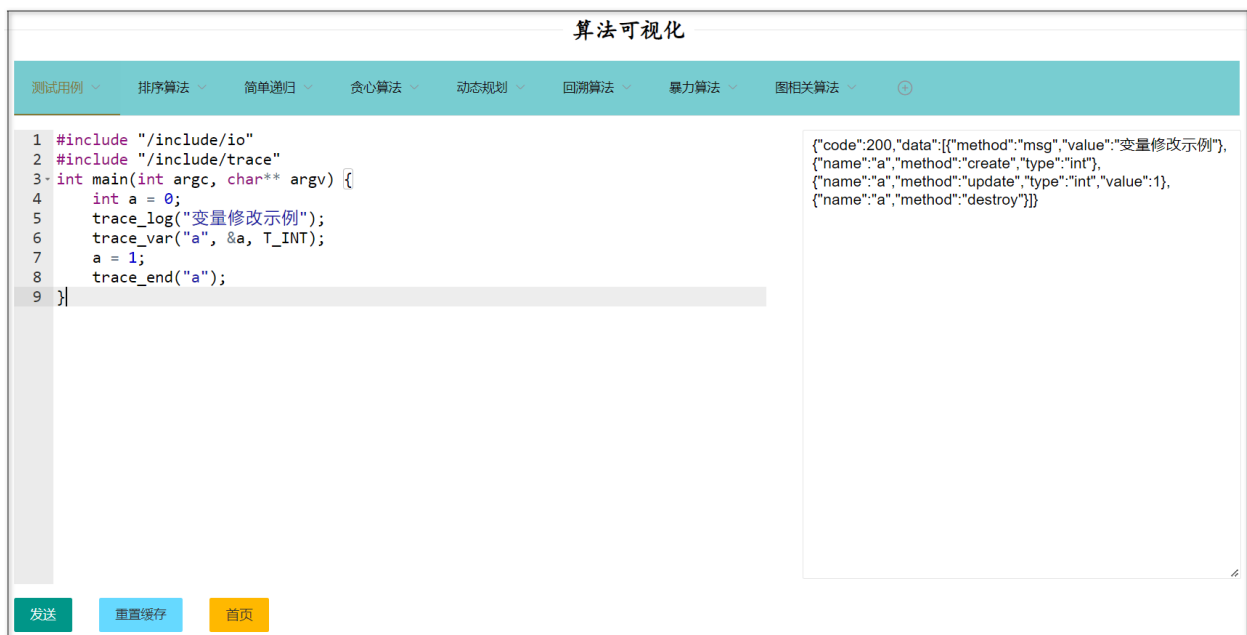 算法可视化
测试用例 排序算法 简单递归 贪心算法 动态规划 回溯算法 暴力算法 图相关算法
1 #include "/include/io"
2 #include "/include/trace"
3 int main(int argc, char** argv) {
4     int a = 0;
5     trace_log("变量修改示例");
6     trace_var("a", &a, T_INT);
7     a = 1;
8     trace_end("a");
9 }
{"code":200,"data":[{"method":"msg","value":"变量修改示例"},
{"name":"a","method":"create","type":"int"},
{"name":"a","method":"update","type":"int","value":1},
{"name":"a","method":"destroy"}]}
发送 重置缓存 首页